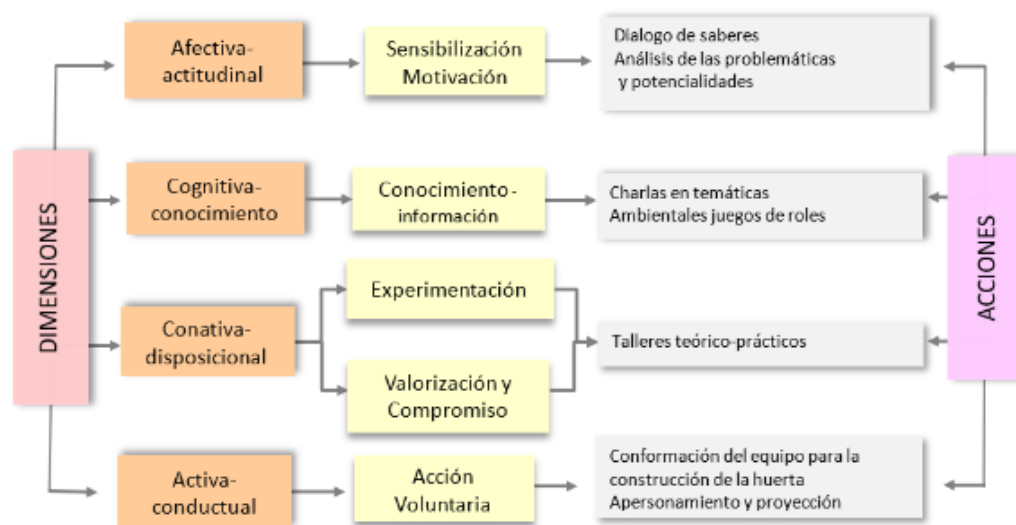 DIMENSIONES
Afectiva-
actitudinal
Sensibilización
Motivación
Dialogo de saberes
Análisis de las problemáticas
y potencialidades
Cognitiva-
conocimiento
Conocimiento -
información
Charlas en temáticas
Ambientales juegos de roles
Conativa-
disposicional
Experimentación
Valorización y
Compromiso
Talleres teórico-prácticos
Activa-
conductual
Acción
Voluntaria
Conformación del equipo para la
construcción de la huerta
Apersonamiento y proyección
ACCIONES